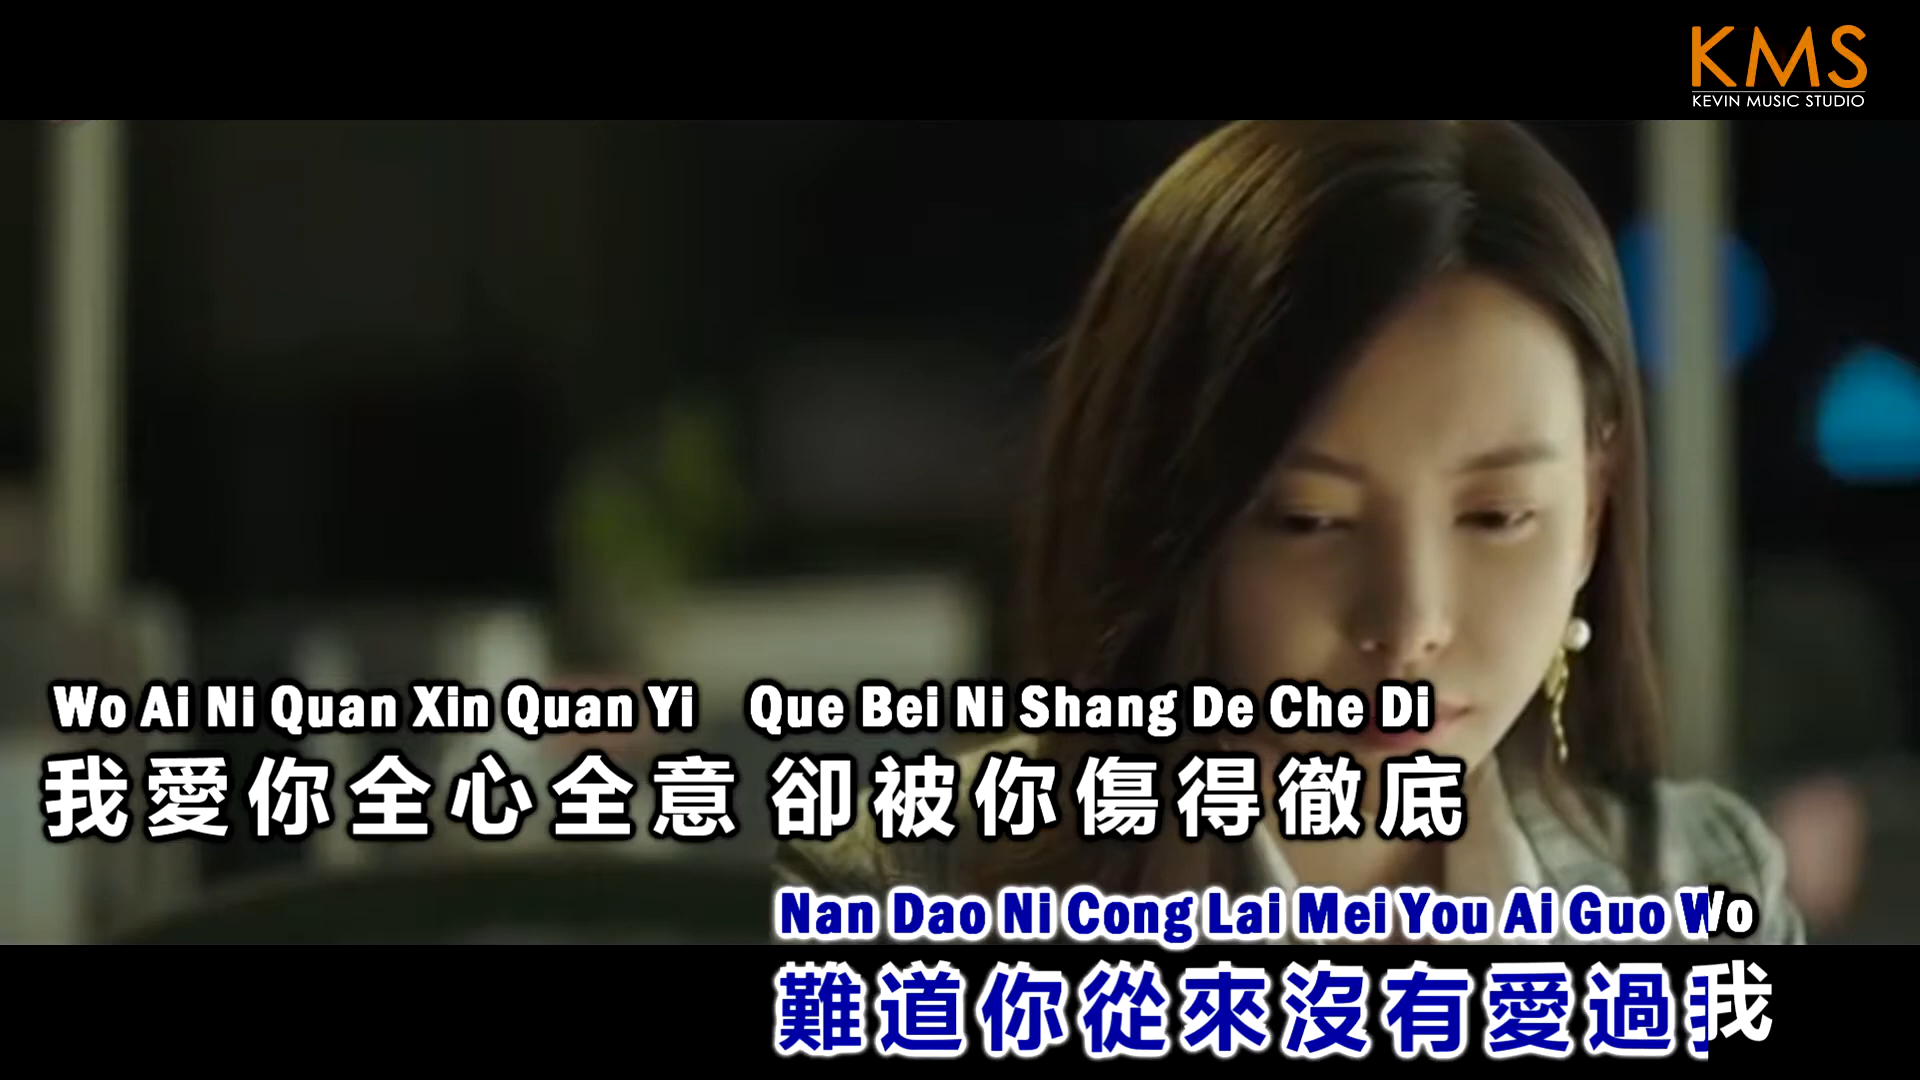 KMS
KEVIN MUSIC STUDIO
Wo Ai Ni Quan Xin Quan Yi Que Bei Ni Shang De Che Di
我愛你全心全意 卻被你傷得徹底
Nan Dao Ni Cong Lai Mei You Ai Guo Wo
難道你從來沒有愛過我